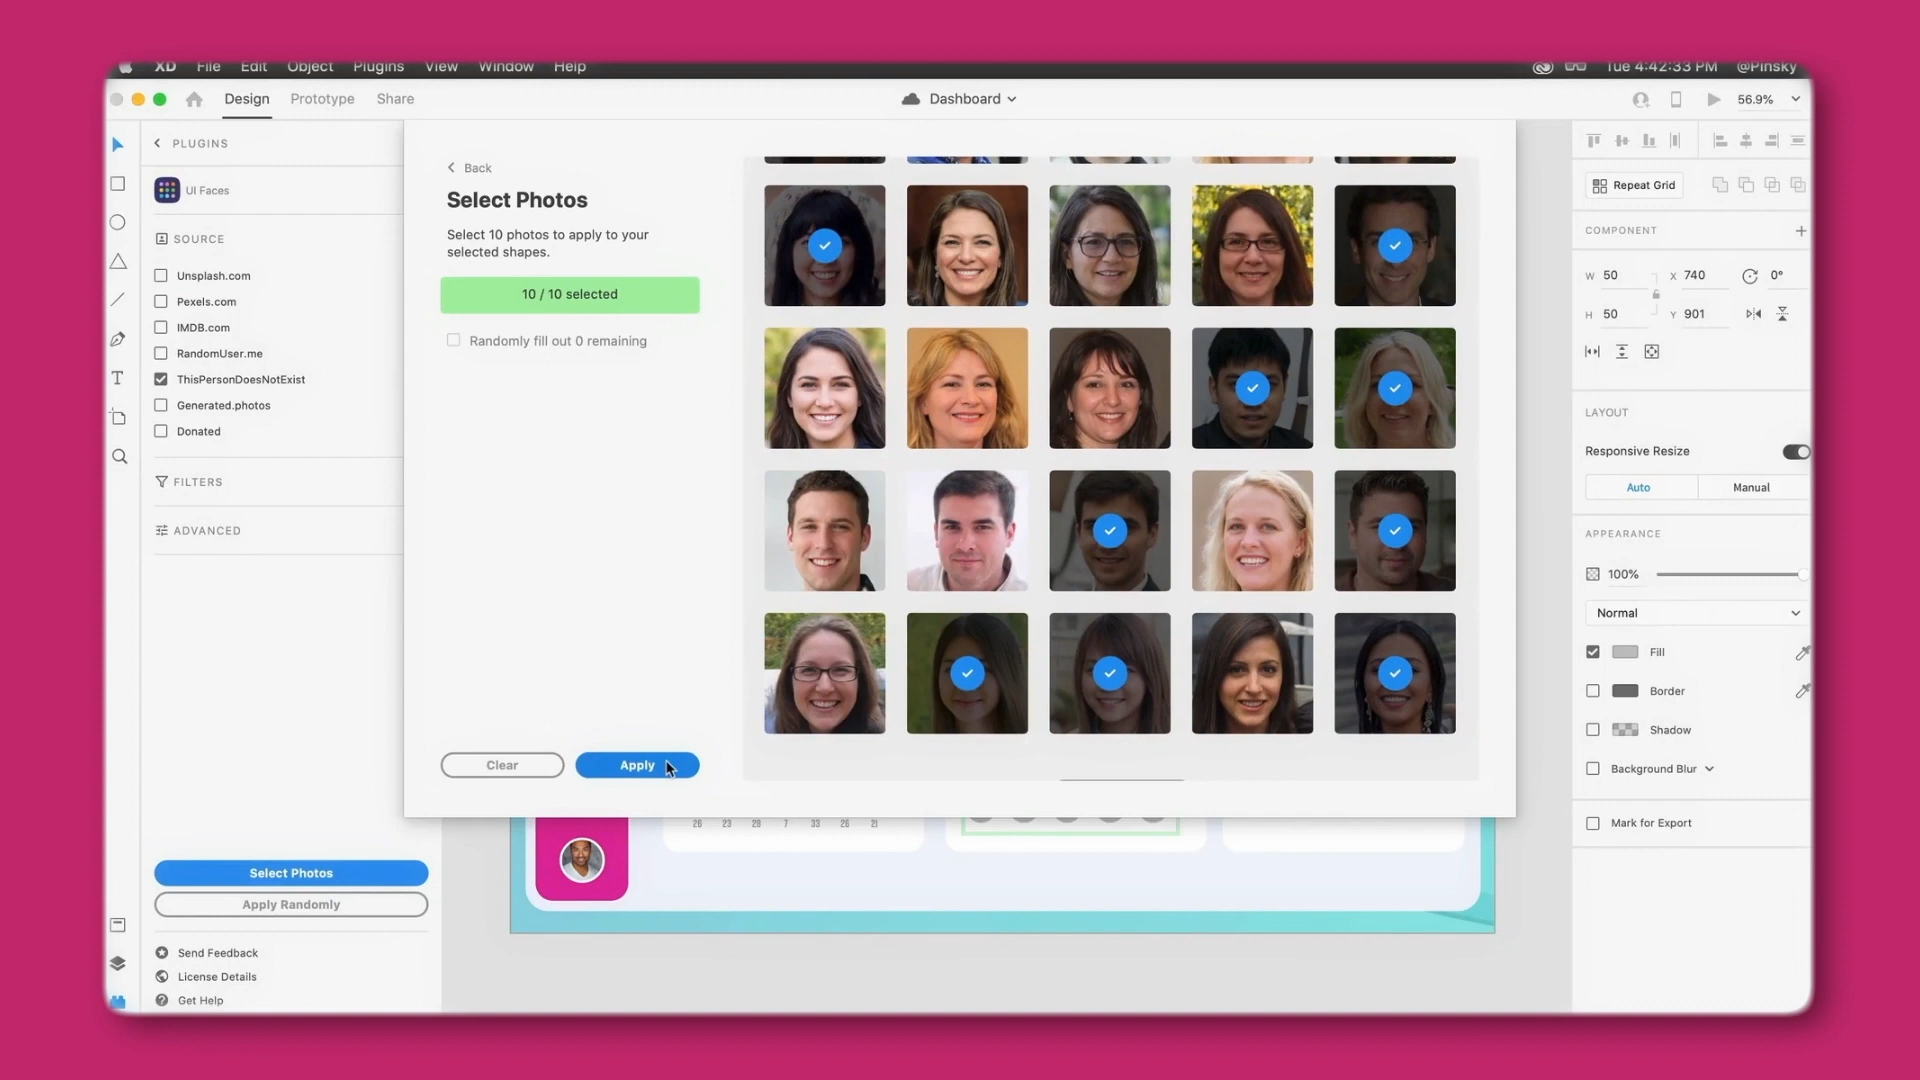 XD File Edit Object Plugins View Window Help
Tue 4:42:33 PM @Pinsky
Design Prototype Share
Dashboard
56.9%
PLUGINS
UI Faces
SOURCE
Unsplash.com
Pexels.com
IMDB.com
RandomUser.me
ThisPersonDoesNotExist
Generated.photos
Donated
FILTERS
ADVANCED
Select Photos
Apply Randomly
Send Feedback
License Details
Get Help
Back
Select Photos
Select 10 photos to apply to your
selected shapes.
10 / 10 selected
Randomly fill out 0 remaining
Clear
Apply
26 23 28 7 33 26 21
Repeat Grid
COMPONENT
W 50 X 740 0°
H 50 Y 901
LAYOUT
Responsive Resize
Auto Manual
APPEARANCE
100%
Normal
Fill
Border
Shadow
Background Blur
Mark for Export